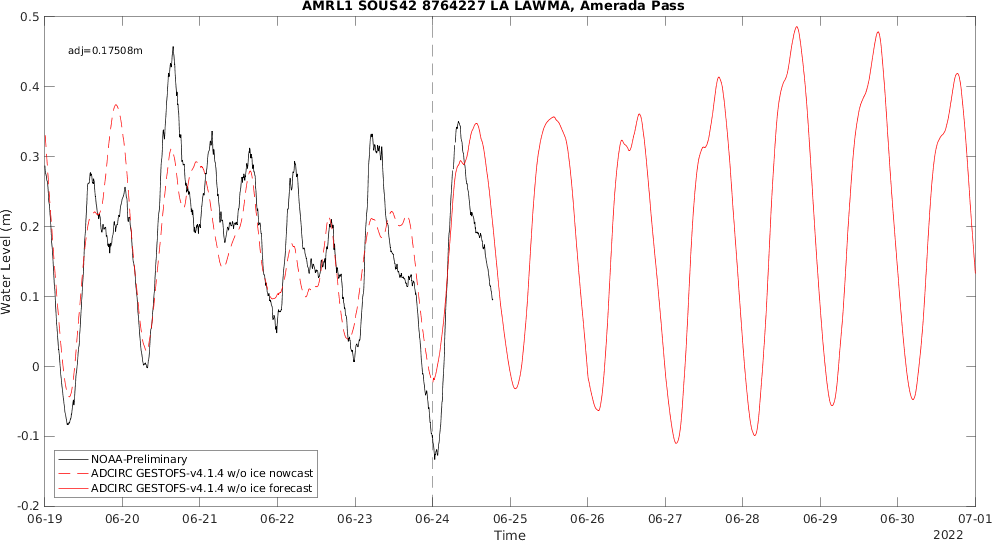 AMRL1 SOUS42 8764227 LA LAWMA, Amerada Pass
adj=0.17508m
0.5
0.4
0.3
0.2
0.1
0
-0.1
-0.2
Water Level (m)
NOAA-Preliminary
ADCIRC GESTOFS-v4.1.4 w/o ice nowcast
ADCIRC GESTOFS-v4.1.4 w/o ice forecast
06-19 06-20 06-21 06-22 06-23 06-24 06-25 06-26 06-27 06-28 06-29 06-30 07-01
Time
2022